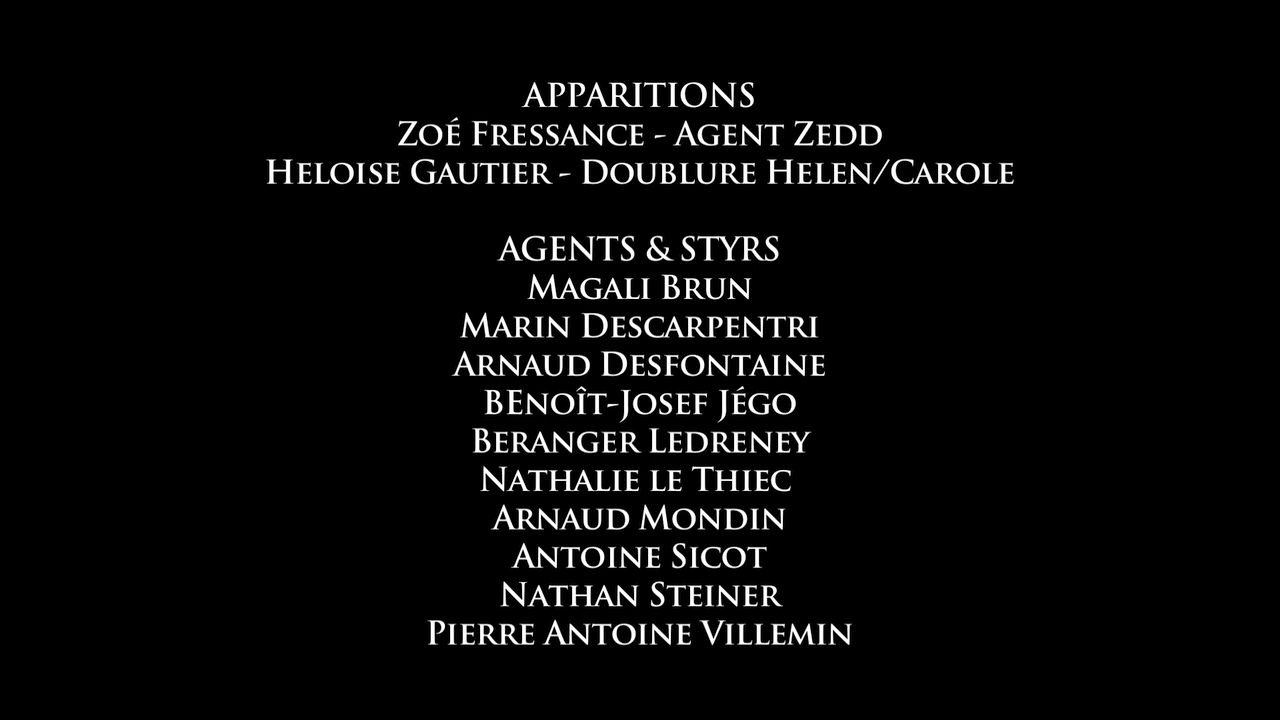 APPARITIONS
Zoé Fressance - Agent Zedd
Heloise Gautier - Doublure Helen/Carole
AGENTS & STYRS
Magali Brun
Marin Descarpentri
Arnaud Desfontaine
BEnoît-Josef Jégo
Beranger Ledreney
Nathalie le Thiec
Arnaud Mondin
Antoine Sicot
Nathan Steiner
Pierre Antoine Villemin